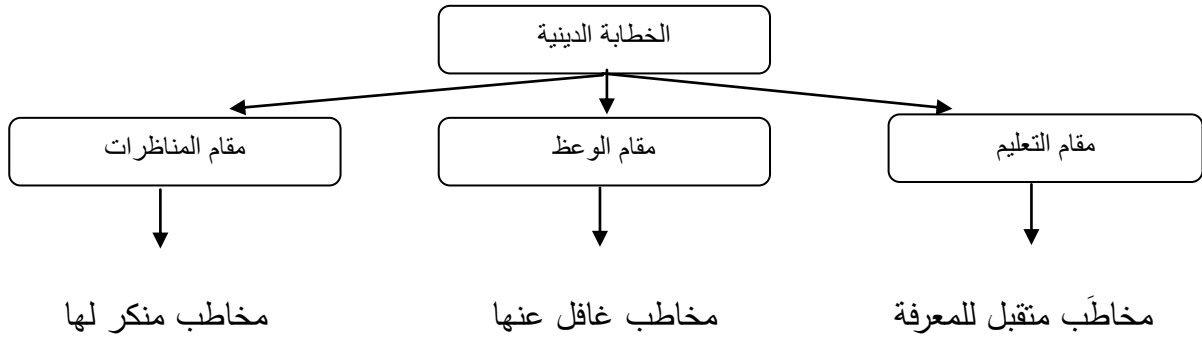 الخطابة الدينية
مقام التعليم
مقام الوعظ
مقام المناظرات
مخاطَب متقبل للمعرفة
مخاطب غافل عنها
مخاطب منكر لها